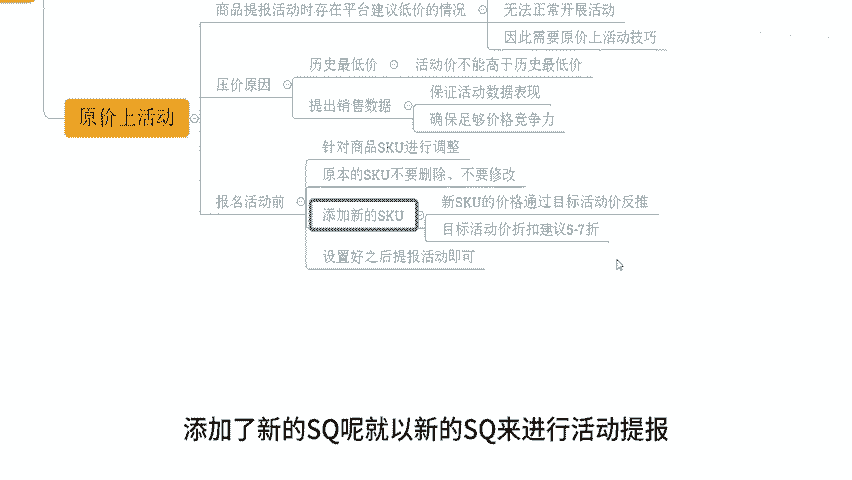 商品提报活动时存在平台建议低价的情况
无法正常开展活动
因此需要原价上活动技巧
压价原因
历史最低价
活动价不能高于历史最低价
提出销售数据
保证活动数据表现
确保足够价格竞争力
原价上活动
报名活动前
针对商品SKU进行调整
原本的SKU不要删除、不要修改
添加新的SKU
新SKU的价格通过目标活动价反推
目标活动价折扣建议5-7折
设置好之后提报活动即可
添加了新的SQ呢就以新的SQ来进行活动提报